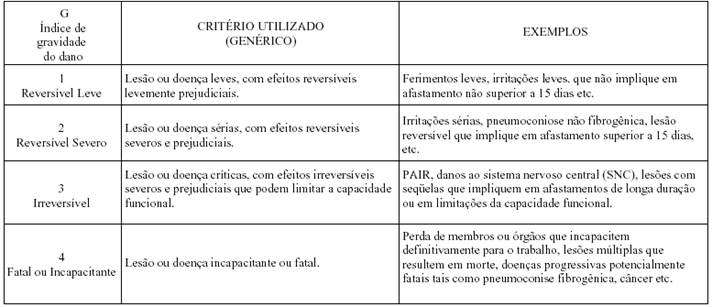 G
Índice de
gravidade
do dano
CRITÉRIO UTILIZADO
(GENÉRICO)
EXEMPLOS
1
Reversível Leve
Lesão ou doença leves, com efeitos reversíveis
levemente prejudiciais.
Ferimentos leves, irritações leves, que não implique em
afastamento não superior a 15 dias etc.
2
Reversível Severo
Lesão ou doença sérias, com efeitos reversíveis
severos e prejudiciais.
Irritações sérias, pneumoconiose não fibrogênica, lesão
reversível que implique em afastamento superior a 15 dias,
etc.
3
Irreversível
Lesão ou doença críticas, com efeitos irreversíveis
severos e prejudiciais que podem limitar a capacidade
funcional.
PAIR, danos ao sistema nervoso central (SNC), lesões com
seqüelas que impliquem em afastamentos de longa duração
ou em limitações da capacidade funcional.
4
Fatal ou Incapacitante
Lesão ou doença incapacitante ou fatal.
Perda de membros ou órgãos que incapacitem
definitivamente para o trabalho, lesões múltiplas que
resultem em morte, doenças progressivas potencialmente
fatais tais como pneumoconise fibrogênica, câncer etc.